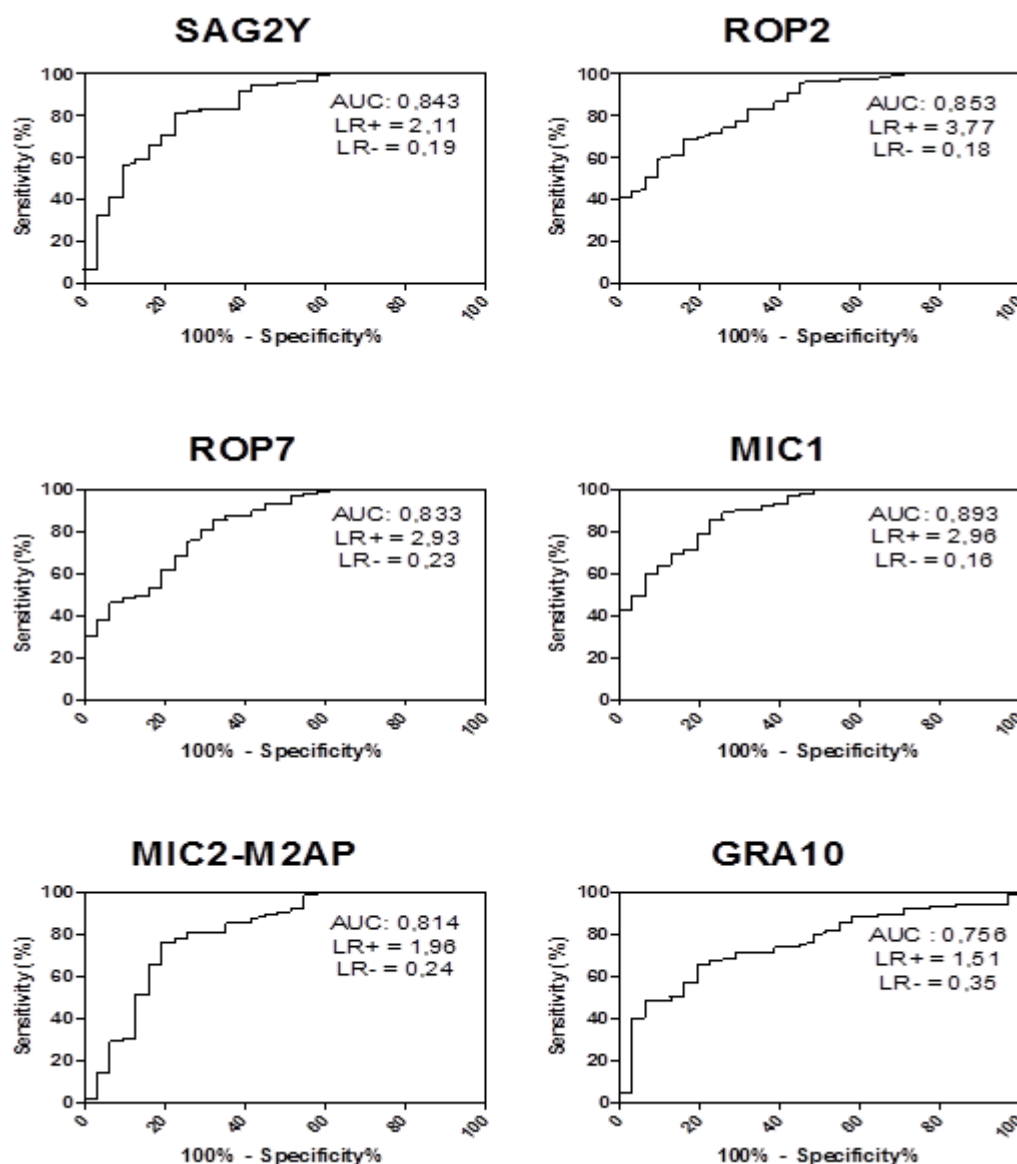 SAG2Y
100
80
60
40
20
0
Sensitivity (%)
AUC: 0,843
LR+ = 2,11
LR- = 0,19
0 20 40 60 80 100
100% - Specificity%
ROP2
100
80
60
40
20
0
Sensitivity (%)
AUC: 0,853
LR+ = 3,77
LR- = 0,18
0 20 40 60 80 100
100% - Specificity%
ROP7
100
80
60
40
20
0
Sensitivity (%)
AUC: 0,833
LR+ = 2,93
LR- = 0,23
0 20 40 60 80 100
100% - Specificity%
MIC1
100
80
60
40
20
0
Sensitivity (%)
AUC: 0,893
LR+ = 2,96
LR- = 0,16
0 20 40 60 80 100
100% - Specificity%
MIC2-M2AP
100
80
60
40
20
0
Sensitivity (%)
AUC: 0,814
LR+ = 1,96
LR- = 0,24
0 20 40 60 80 100
100% - Specificity%
GRA10
100
80
60
40
20
0
Sensitivity (%)
AUC : 0,756
LR+ = 1,51
LR- = 0,35
0 20 40 60 80 100
100% - Specificity%